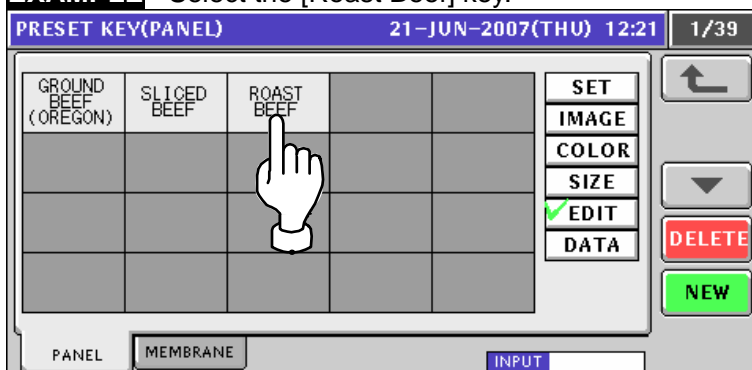 Select the [Roast Beef] key.
PRESET KEY(PANEL) 21-JUN-2007(THU) 12:21 1/39
GROUND
BEEF
(OREGON)
SLICED
BEEF
ROAST
BEEF
SET
IMAGE
COLOR
SIZE
EDIT
DATA
DELETE
NEW
PANEL
MEMBRANE
INPUT